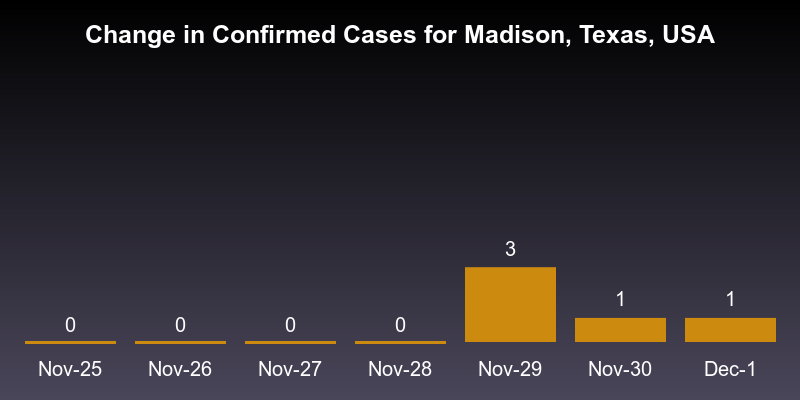 Change in Confirmed Cases for Madison, Texas, USA
3
1 1
0 0 0 0
Nov-25 Nov-26 Nov-27 Nov-28 Nov-29 Nov-30 Dec-1